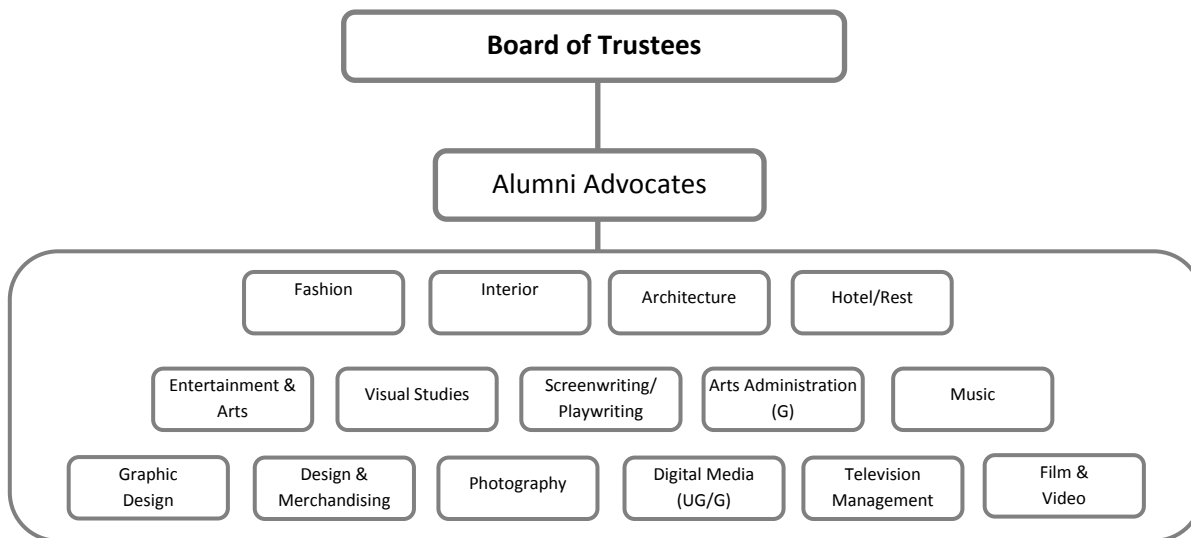 Board of Trustees
Alumni Advocates
Fashion
Interior
Architecture
Hotel/Rest
Entertainment &
Arts
Visual Studies
Screenwriting/
Playwriting
Arts Administration
(G)
Music
Graphic
Design
Design &
Merchandising
Photography
Digital Media
(UG/G)
Television
Management
Film &
Video